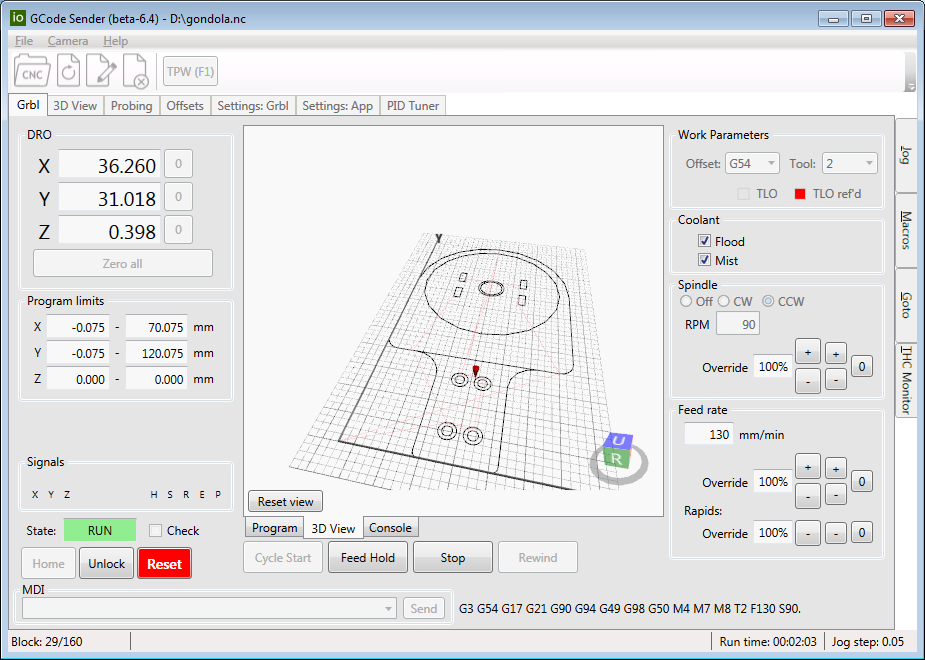 io GCode Sender (beta-6.4) - D:\gondola.nc
File Camera Help
CNC TPW (F1)
Grbl 3D View Probing Offsets Settings: Grbl Settings: App PID Tuner
DRO
X 36.260 0
Y 31.018 0
Z 0.398 0
Zero all
Program limits
X -0.075 - 70.075 mm
Y -0.075 - 120.075 mm
Z 0.000 - 0.000 mm
Signals
X Y Z H S R E P
State: RUN Check
Home Unlock Reset
Y
U
R
Reset view
Program 3D View Console
Cycle Start Feed Hold Stop Rewind
Work Parameters
Offset: G54 Tool: 2
TLO TLO ref'd
Coolant
Flood
Mist
Spindle
Off CW CCW
RPM 90
Override 100% + + 0
- -
Feed rate
130 mm/min
Override 100% + + 0
- -
Rapids:
Override 100% - - 0
Jog
Macros
Goto
THC Monitor
MDI
Send G3 G54 G17 G21 G90 G94 G49 G98 G50 M4 M7 M8 T2 F130 S90.
Block: 29/160 Run time: 00:02:03 Jog step: 0.05